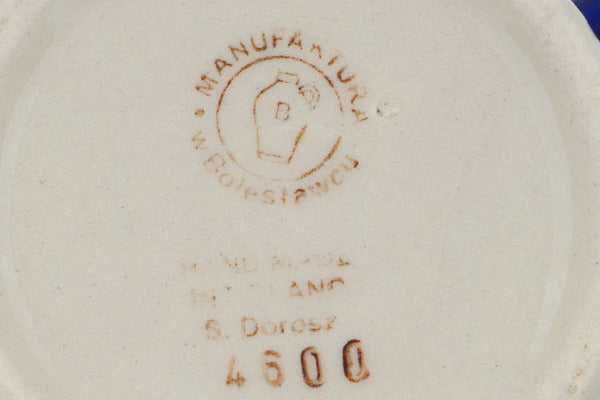 MANUFAKTURA
w Bolesławcu
B
HAND MADE
IN POLAND
S. Dorosz
4600